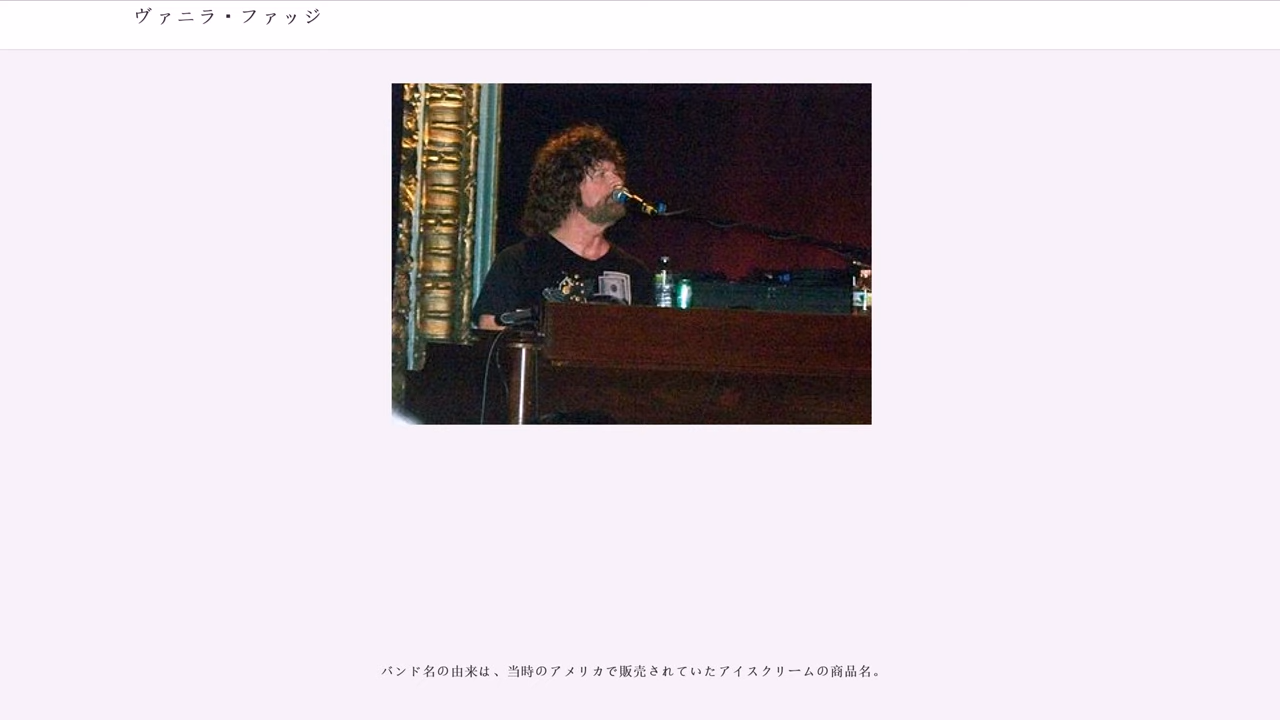 ヴァニラ・ファッジ
バンド名の由来は、当時のアメリカで販売されていたアイスクリームの商品名。